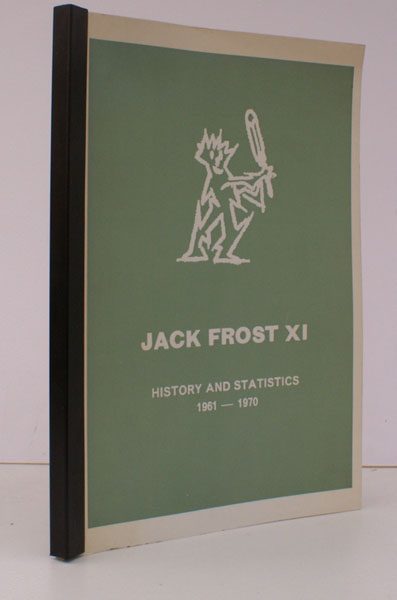 JACK FROST XI
HISTORY AND STATISTICS
1961 — 1970